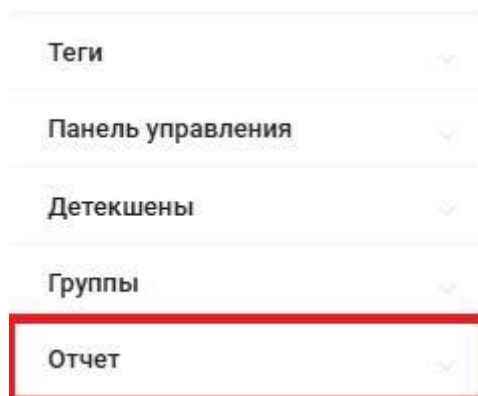 Теги
Панель управления
Детекшены
Группы
Отчет